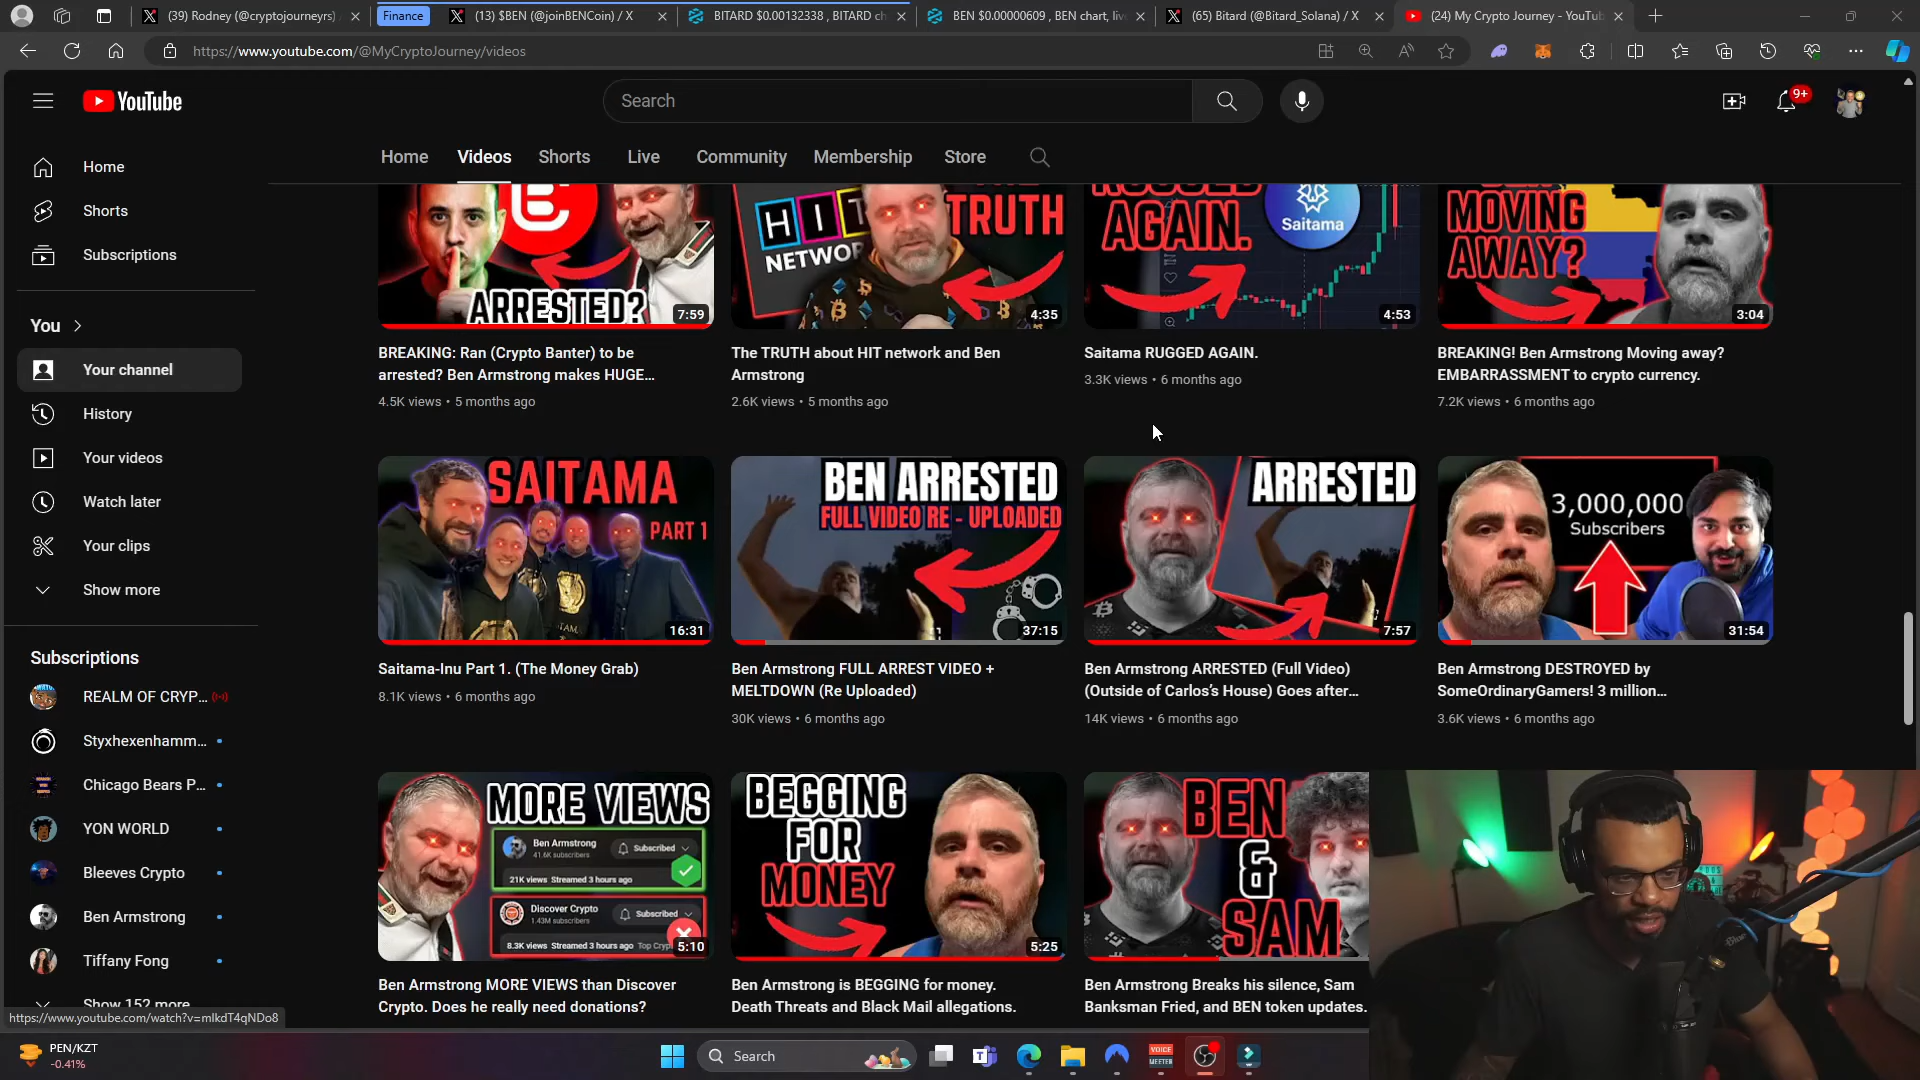 (39) Rodney (@cryptojourneyrs)
Finance
(13) $BEN (@joinBENCoin) / X
BITARD $0.00132338 , BITARD ch
BEN $0.00000609 , BEN chart, liv
(65) Bitard (@Bitard_Solana) / X
(24) My Crypto Journey - YouTub
https://www.youtube.com/@MyCryptoJourney/videos
YouTube
Search
9+
Home
Videos
Shorts
Live
Community
Membership
Store
Home
Shorts
Subscriptions
You
Your channel
History
Your videos
Watch later
Your clips
Show more
Subscriptions
REALM OF CRYP...
Styxhexenhamm...
Chicago Bears P...
YON WORLD
Bleeves Crypto
Ben Armstrong
Tiffany Fong
Show 152 more
ARRESTED?
7:59
BREAKING: Ran (Crypto Banter) to be
arrested? Ben Armstrong makes HUGE...
4.5K views • 5 months ago
HIT
NETWOR
TRUTH
4:35
The TRUTH about HIT network and Ben
Armstrong
2.6K views • 5 months ago
RUGGED
AGAIN.
Saitama
4:53
Saitama RUGGED AGAIN.
3.3K views • 6 months ago
MOVING
AWAY?
3:04
BREAKING! Ben Armstrong Moving away?
EMBARRASSMENT to crypto currency.
7.2K views • 6 months ago
SAITAMA
PART 1
16:31
Saitama-Inu Part 1. (The Money Grab)
8.1K views • 6 months ago
BEN ARRESTED
FULL VIDEO RE - UPLOADED
37:15
Ben Armstrong FULL ARREST VIDEO +
MELTDOWN (Re Uploaded)
30K views • 6 months ago
ARRESTED
7:57
Ben Armstrong ARRESTED (Full Video)
(Outside of Carlos's House) Goes after...
14K views • 6 months ago
3,000,000
Subscribers
31:54
Ben Armstrong DESTROYED by
SomeOrdinaryGamers! 3 million...
3.6K views • 6 months ago
MORE VIEWS
Ben Armstrong
41.6K subscribers
Subscribed
21K views Streamed 3 hours ago
Discover Crypto
1.43M subscribers
Subscribed
8.3K views Streamed 3 hours ago Top Cryp
5:10
Ben Armstrong MORE VIEWS than Discover
Crypto. Does he really need donations?
BEGGING
FOR
MONEY
5:25
Ben Armstrong is BEGGING for money.
Death Threats and Black Mail allegations.
BEN
&
SAM
Ben Armstrong Breaks his silence, Sam
Banksman Fried, and BEN token updates.
https://www.youtube.com/watch?v=mIkdT4qNDo8
PEN/KZT
-0.41%
Search
VOICE
MEETER